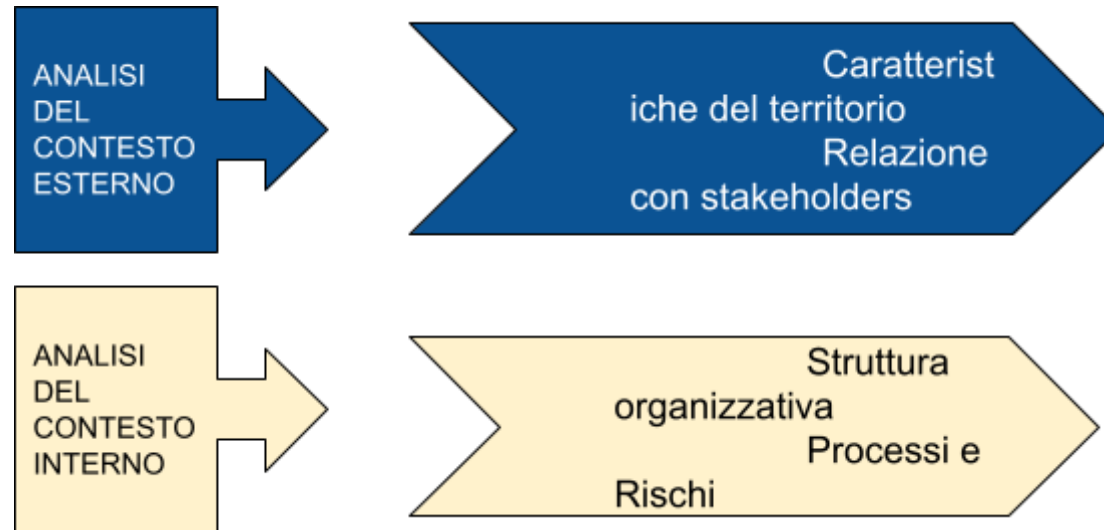 ANALISI
DEL
CONTESTO
ESTERNO
Caratterist
iche del territorio
Relazione
con stakeholders
ANALISI
DEL
CONTESTO
INTERNO
Struttura
organizzativa
Processi e
Rischi